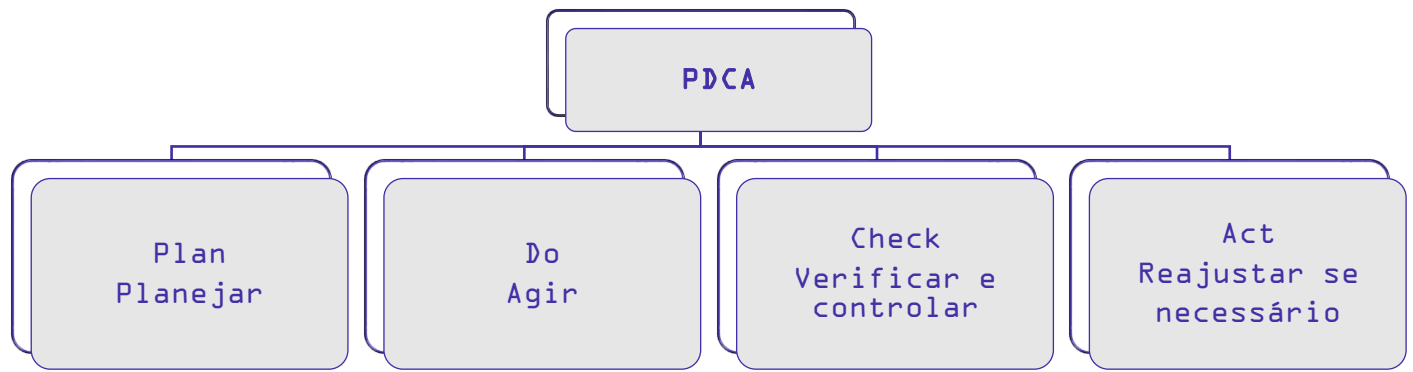 PDCA
Plan
Planejar
Do
Agir
Check
Verificar e
controlar
Act
Reajustar se
necessário